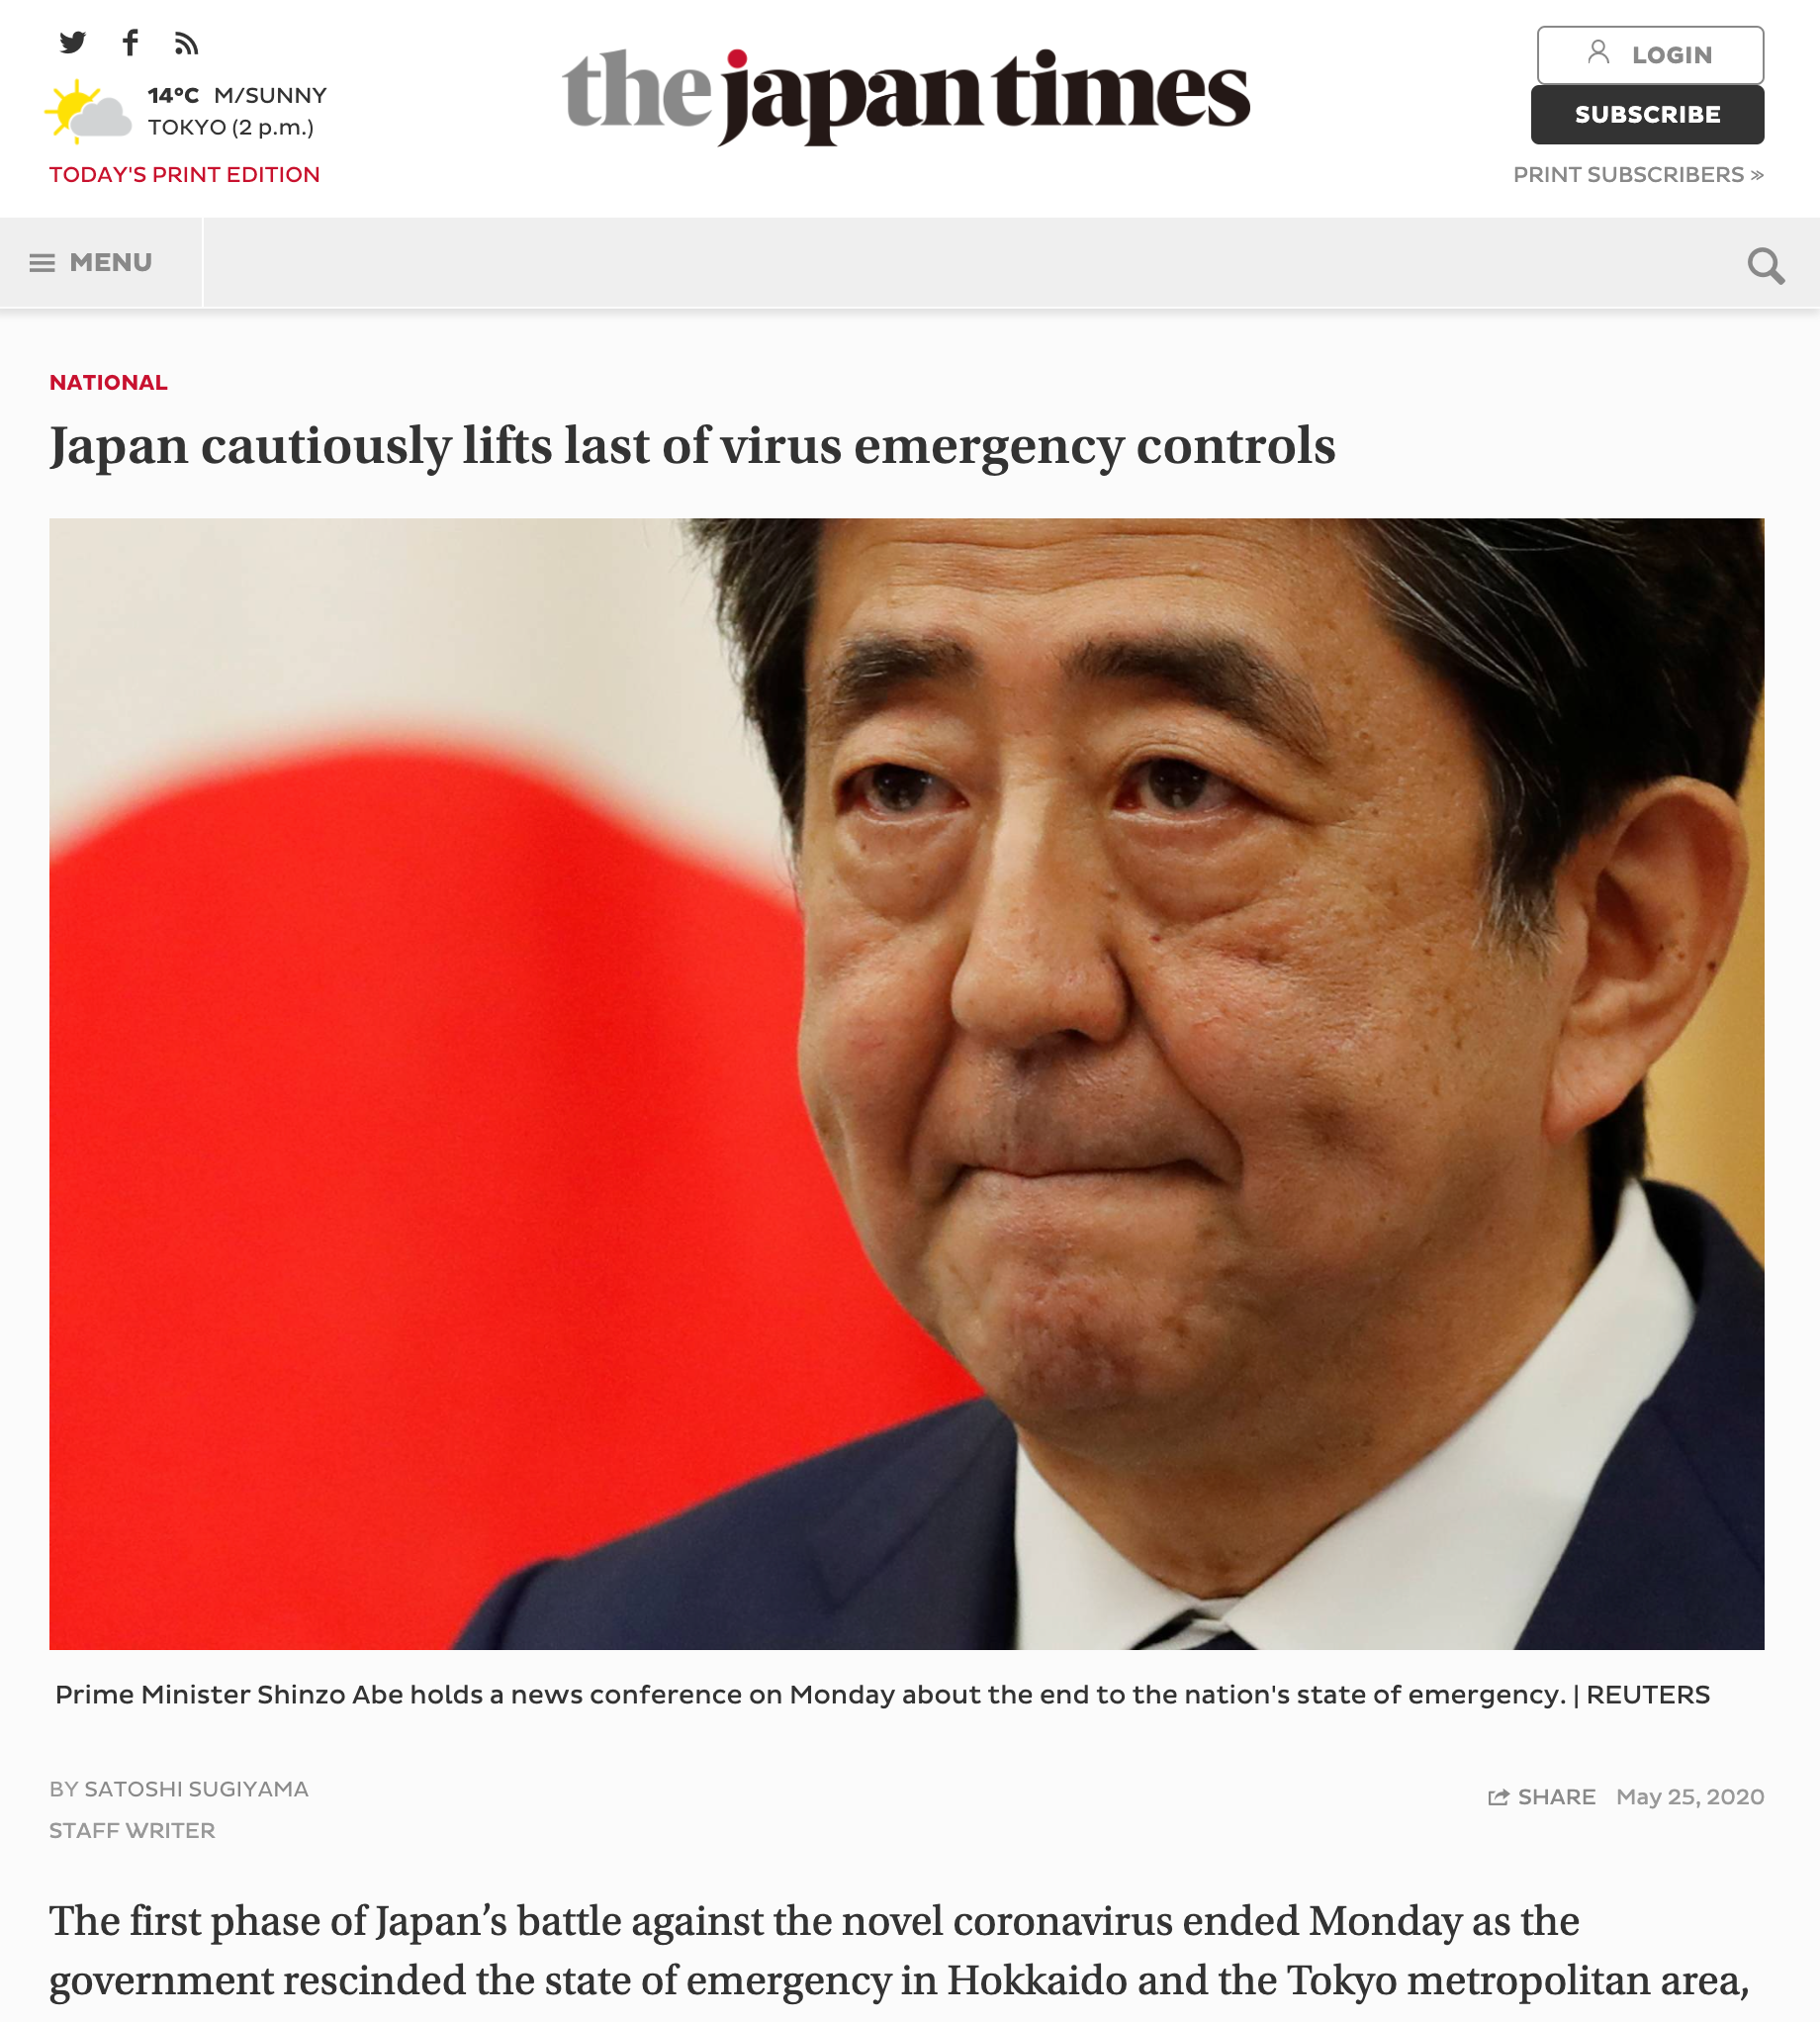 14°C M/SUNNY
TOKYO (2 p.m.)
TODAY'S PRINT EDITION
the japan times
LOGIN
SUBSCRIBE
PRINT SUBSCRIBERS »
MENU
NATIONAL
Japan cautiously lifts last of virus emergency controls
Prime Minister Shinzo Abe holds a news conference on Monday about the end to the nation's state of emergency. | REUTERS
BY SATOSHI SUGIYAMA
STAFF WRITER
SHARE May 25, 2020
The first phase of Japan’s battle against the novel coronavirus ended Monday as the
government rescinded the state of emergency in Hokkaido and the Tokyo metropolitan area,